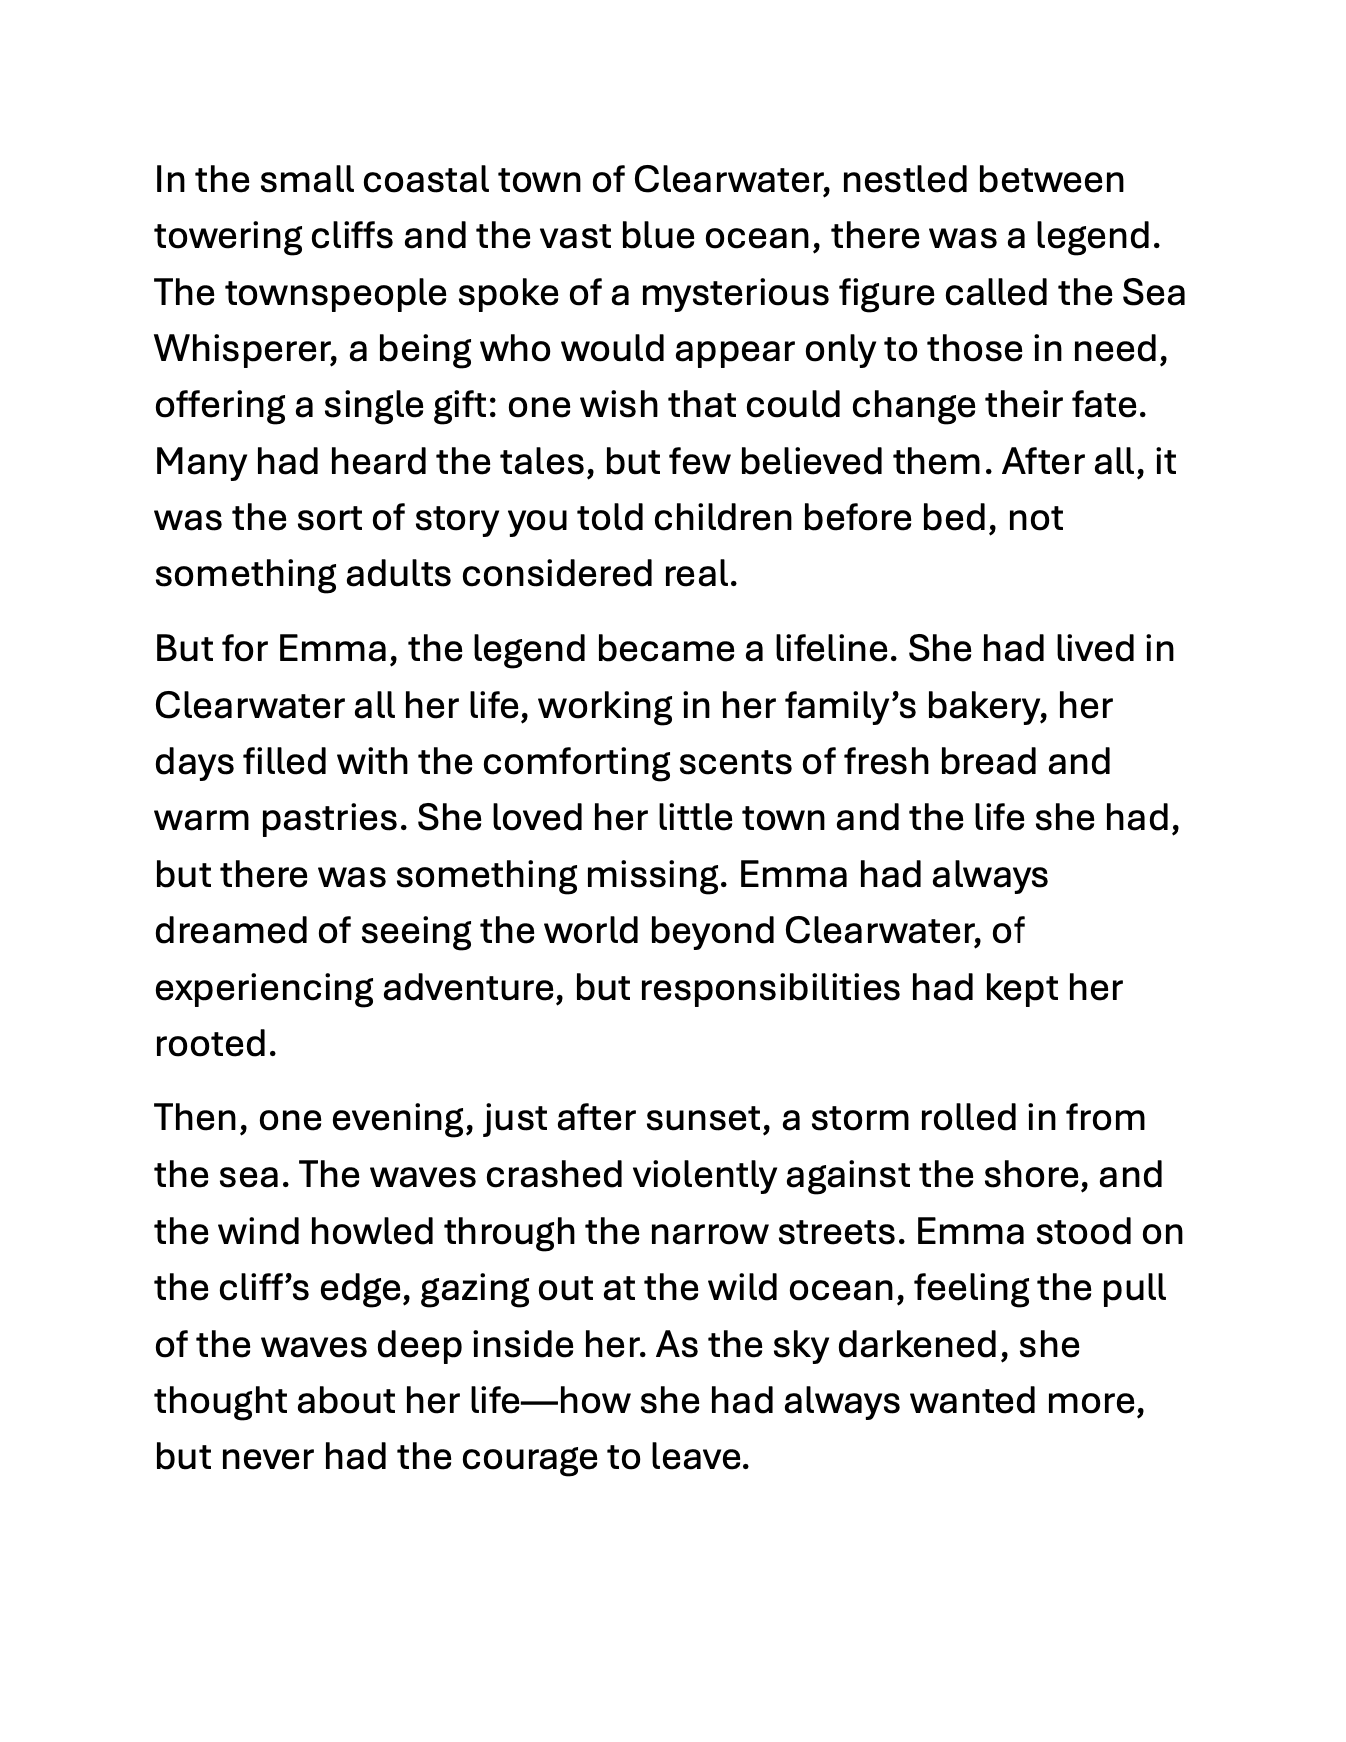 In the small coastal town of Clearwater, nestled between
towering cliffs and the vast blue ocean, there was a legend.
The townspeople spoke of a mysterious figure called the Sea
Whisperer, a being who would appear only to those in need,
offering a single gift: one wish that could change their fate.
Many had heard the tales, but few believed them. After all, it
was the sort of story you told children before bed, not
something adults considered real.
But for Emma, the legend became a lifeline. She had lived in
Clearwater all her life, working in her family’s bakery, her
days filled with the comforting scents of fresh bread and
warm pastries. She loved her little town and the life she had,
but there was something missing. Emma had always
dreamed of seeing the world beyond Clearwater, of
experiencing adventure, but responsibilities had kept her
rooted.
Then, one evening, just after sunset, a storm rolled in from
the sea. The waves crashed violently against the shore, and
the wind howled through the narrow streets. Emma stood on
the cliff’s edge, gazing out at the wild ocean, feeling the pull
of the waves deep inside her. As the sky darkened, she
thought about her life—how she had always wanted more,
but never had the courage to leave.